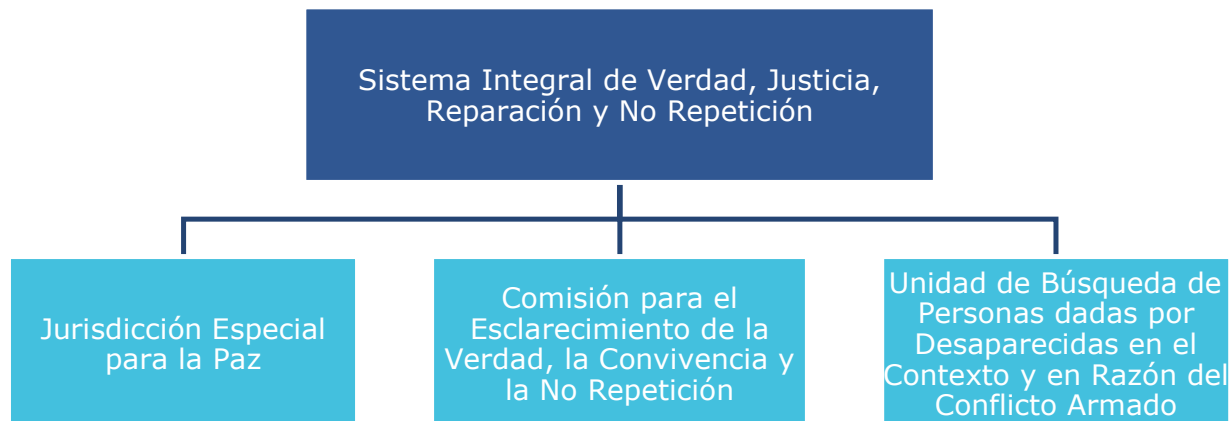 Sistema Integral de Verdad, Justicia,
Reparación y No Repetición
Jurisdicción Especial
para la Paz
Comisión para el
Esclarecimiento de la
Verdad, la Convivencia y
la No Repetición
Unidad de Búsqueda de
Personas dadas por
Desaparecidas en el
Contexto y en Razón del
Conflicto Armado